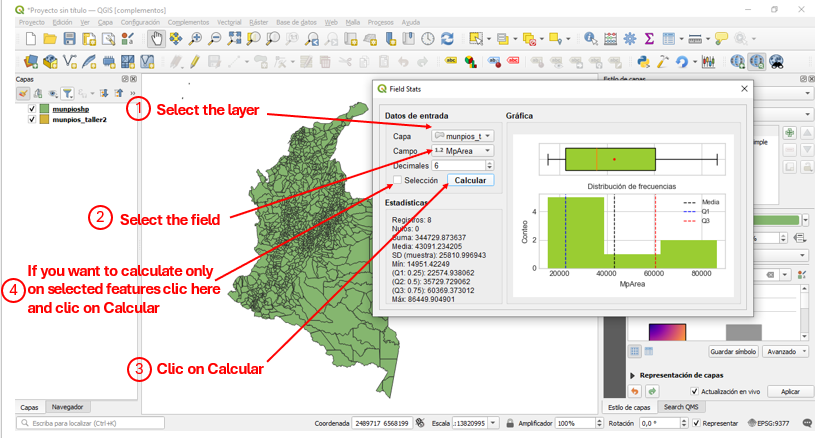 *Proyecto sin título — QGIS [complementos]
Proyecto Edición Ver Capa Configuración Complementos Vectorial Ráster Base de datos Web Malla Procesos Ayuda
Capas
munpioshp
munpios_taller2
1 Select the layer
2 Select the field
If you want to calculate only
4 on selected features clic here
and clic on Calcular
3 Clic on Calcular
Field Stats
Datos de entrada
Capa munpios_t
Campo 1.2 MpArea
Decimales 6
Selección Calcular
Estadísticas
Registros: 8
Nulos: 0
Suma: 344729.873637
Media: 43091.234205
SD (muestra): 25810.996943
Mín: 14951.42249
(Q1: 0.25) 22574.938062
(Q2: 0.5) 35729.729062
(Q3: 0.75) 60369.373012
Máx: 86449.904901
Gráfica
Distribución de frecuencias
Media
Q1
Q3
Conteo
4
2
0
20000 40000 60000 80000
MpArea
Estilo de capas
mple
%
Guardar símbolo Avanzado
Representación de capas
Actualización en vivo Aplicar
Capas Navegador
Estilo de capas Search QMS
Escriba para localizar (Ctrl+K)
Coordenada 2489717 6568199 Escala :13820995 Amplificador 100% Rotación 0,0 ° Representar EPSG:9377